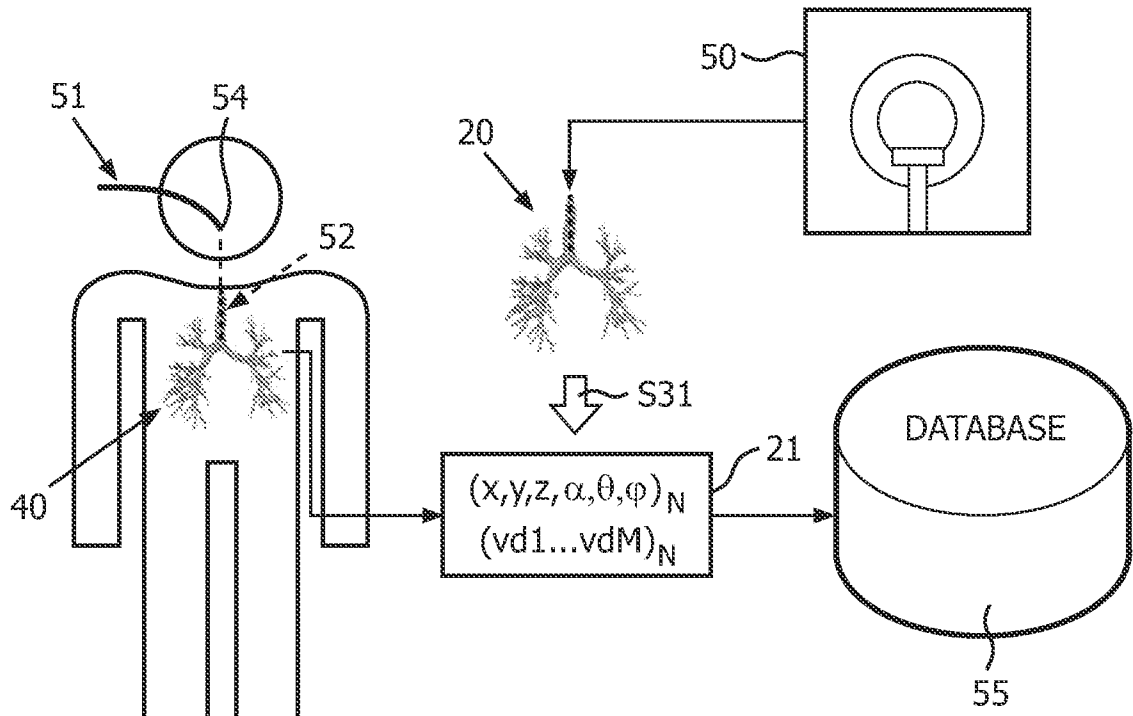 50
51
54
20
52
S31
DATABASE
21
40
(x,y,z,α,θ,φ)N
(vd1...vdM)N
55